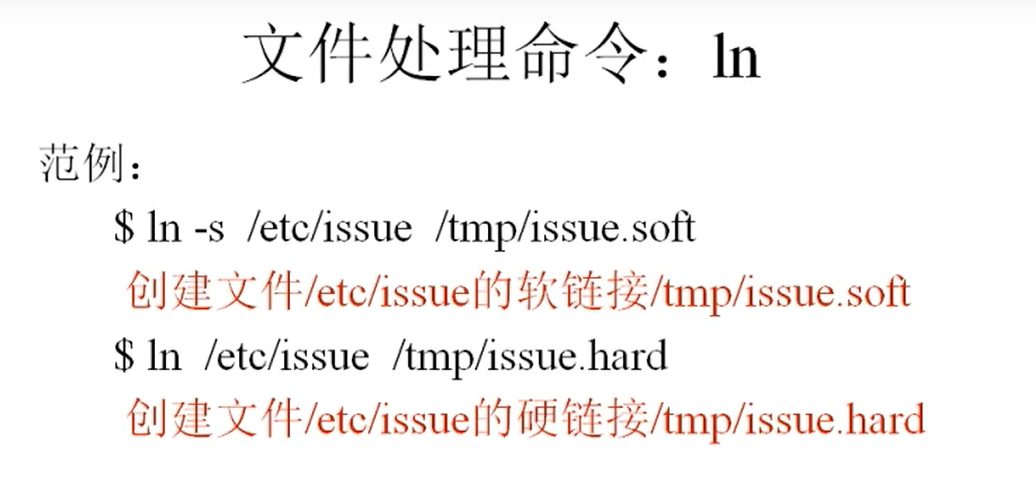 文件处理命令：ln
范例：
$ ln -s /etc/issue /tmp/issue.soft
创建文件/etc/issue的软链接/tmp/issue.soft
$ ln /etc/issue /tmp/issue.hard
创建文件/etc/issue的硬链接/tmp/issue.hard